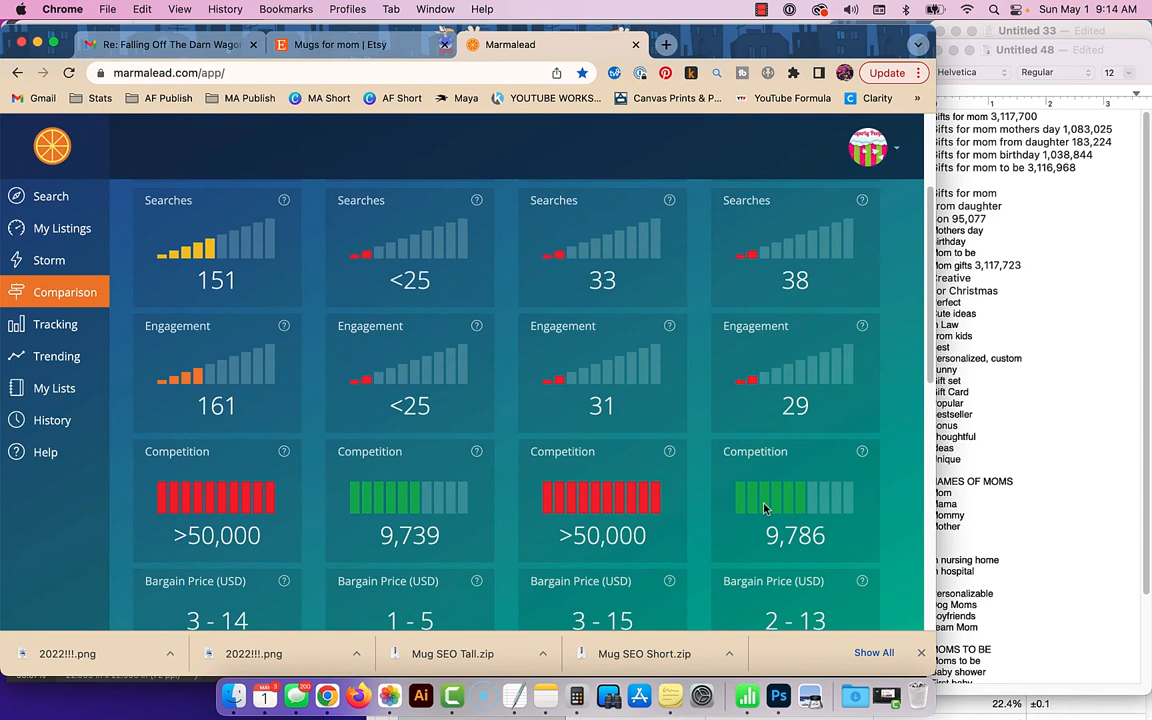 Chrome File Edit View History Bookmarks Profiles Tab Window Help
Sun May 1 9:14 AM
Re: Falling Off The Darn Wagor
Mugs for mom | Etsy
Marmalead
marmalead.com/app/
Update
Gmail
Stats
AF Publish
MA Publish
MA Short
AF Short
Maya
YOUTUBE WORKS...
Canvas Prints & P...
YouTube Formula
Clarity
»
Search
My Listings
Storm
Comparison
Tracking
Trending
My Lists
History
Help
Searches Searches Searches Searches
151 <25 33 38
Engagement Engagement Engagement Engagement
161 <25 31 29
Competition Competition Competition Competition
>50,000 9,739 >50,000 9,786
Bargain Price (USD) Bargain Price (USD) Bargain Price (USD) Bargain Price (USD)
3 - 14 1 - 5 3 - 15 2 - 13
2022!!!.png
2022!!!.png
Mug SEO Tall.zip
Mug SEO Short.zip
Show All
Untitled 33 — Edited
Untitled 48 — Edited
Helvetica Regular 12
1 2 3
ifts for mom 3,117,700
ifts for mom mothers day 1,083,025
ifts for mom from daughter 183,224
ifts for mom birthday 1,038,844
ifts for mom to be 3,116,968
ifts for mom
rom daughter
on 95,077
others day
irthday
om to be
om gifts 3,117,723
reative
or Christmas
erfect
ute ideas
n Law
rom kids
est
ersonalized, custom
unny
ift set
ift Card
opular
estseller
onus
houghtful
deas
nique
AMES OF MOMS
om
ama
ommy
other
n nursing home
n hospital
ersonalizable
og Moms
oyfriends
eam Mom
OMS TO BE
oms to be
aby shower
22.4% ±0.1
200
MAY
1
Ai
Ps